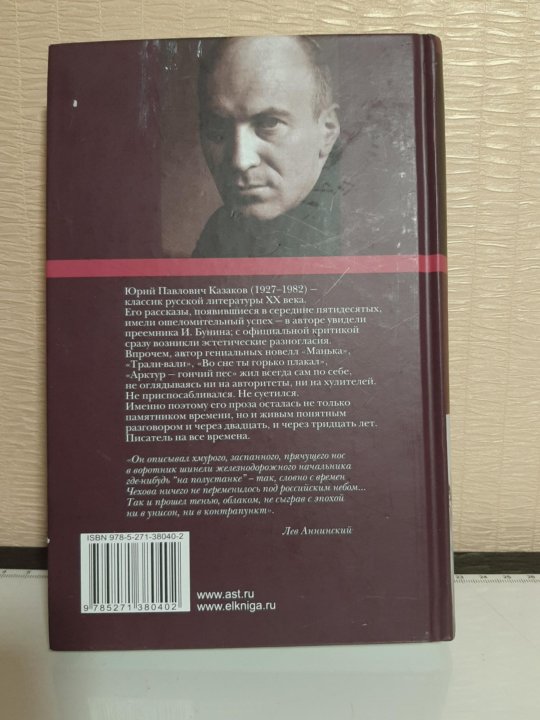 Юрий Павлович Казаков (1927–1982) –
классик русской литературы XX века.
Его рассказы, появившиеся в середине пятидесятых,
имели ошеломительный успех – в авторе увидели
преемника И. Бунина; с официальной критикой
сразу возникли эстетические разногласия.
Впрочем, автор гениальных новелл «Манька»,
«Трали-вали», «Во сне ты горько плакал»,
«Арктур – гончий пес» жил всегда сам по себе,
не оглядываясь ни на авторитеты, ни на хулителей.
Не приспосабливался. Не суетился.
Именно поэтому его проза осталась не только
памятником времени, но и живым понятным
разговором и через двадцать, и через тридцать лет.
Писатель на все времена.
«Он описывал хмурого, заспанного, прячущего нос
в воротник шинели железнодорожного начальника
где-нибудь "на полустанке" – так, словно с времен
Чехова ничего не переменилось под российским небом...
Так и прошел тенью, облаком, не сыграв с эпохой
ни в унисон, ни в контрапункт».
Лев Аннинский
ISBN 978-5-271-38040-2
9 785271 380402
www.ast.ru
www.elkniga.ru
23 24 25 26